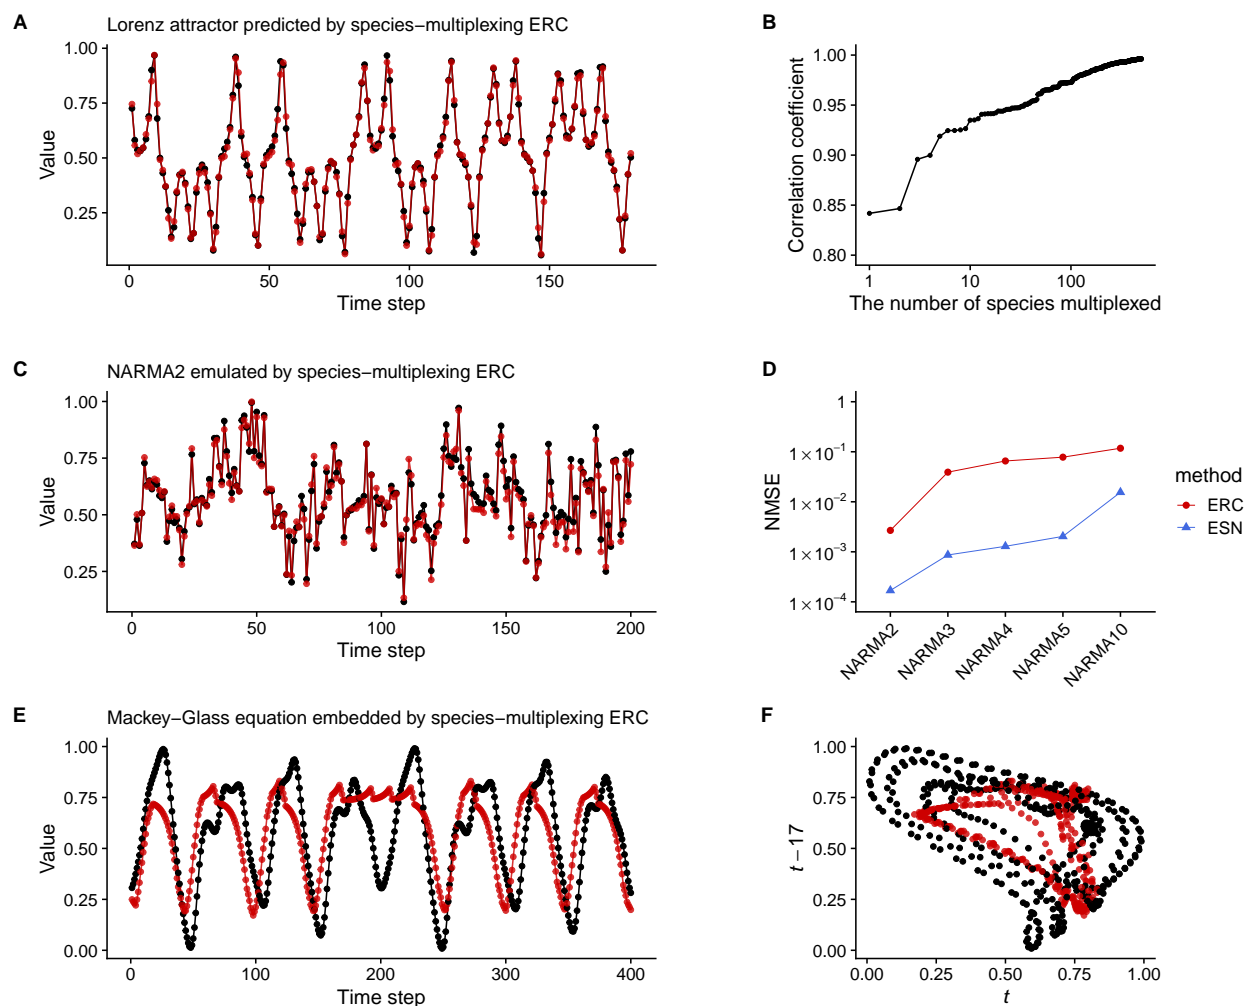 A
Lorenz attractor predicted by species−multiplexing ERC
1.00
0.75
0.50
0.25
Value
0
50
100
150
Time step
B
1.00
0.95
0.90
0.85
0.80
Correlation coefficient
1
10
100
The number of species multiplexed
C
NARMA2 emulated by species−multiplexing ERC
1.00
0.75
0.50
0.25
Value
0
50
100
150
200
Time step
D
1
1×10⁻¹
1×10⁻²
1×10⁻³
1×10⁻⁴
NMSE
NARMA2
NARMA3
NARMA4
NARMA5
NARMA10
method
ERC
ESN
E
Mackey−Glass equation embedded by species−multiplexing ERC
1.00
0.75
0.50
0.25
0.00
Value
0
100
200
300
400
Time step
F
1.00
0.75
0.50
0.25
0.00
t − 17
0.00
0.25
0.50
0.75
1.00
t